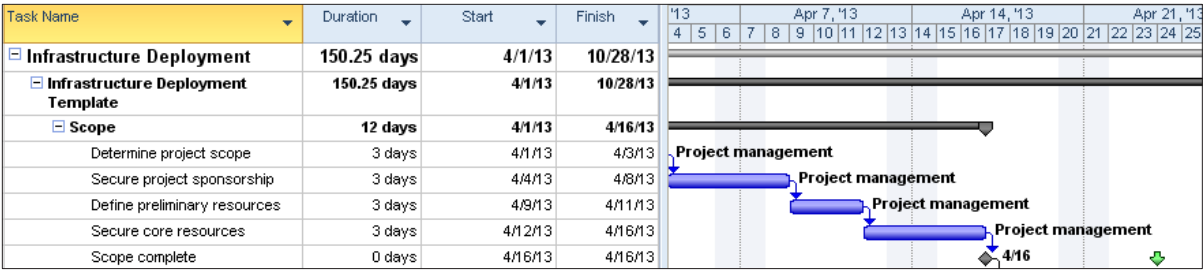 Task Name Duration Start Finish '13 Apr 7, '13 Apr 14, '13 Apr 21, '13
4 5 6 7 8 9 10 11 12 13 14 15 16 17 18 19 20 21 22 23 24 25
Infrastructure Deployment 150.25 days 4/1/13 10/28/13
Infrastructure Deployment 150.25 days 4/1/13 10/28/13
Template
Scope 12 days 4/1/13 4/16/13
Determine project scope 3 days 4/1/13 4/3/13 Project management
Secure project sponsorship 3 days 4/4/13 4/8/13 Project management
Define preliminary resources 3 days 4/9/13 4/11/13 Project management
Secure core resources 3 days 4/12/13 4/16/13 Project management
Scope complete 0 days 4/16/13 4/16/13 4/16